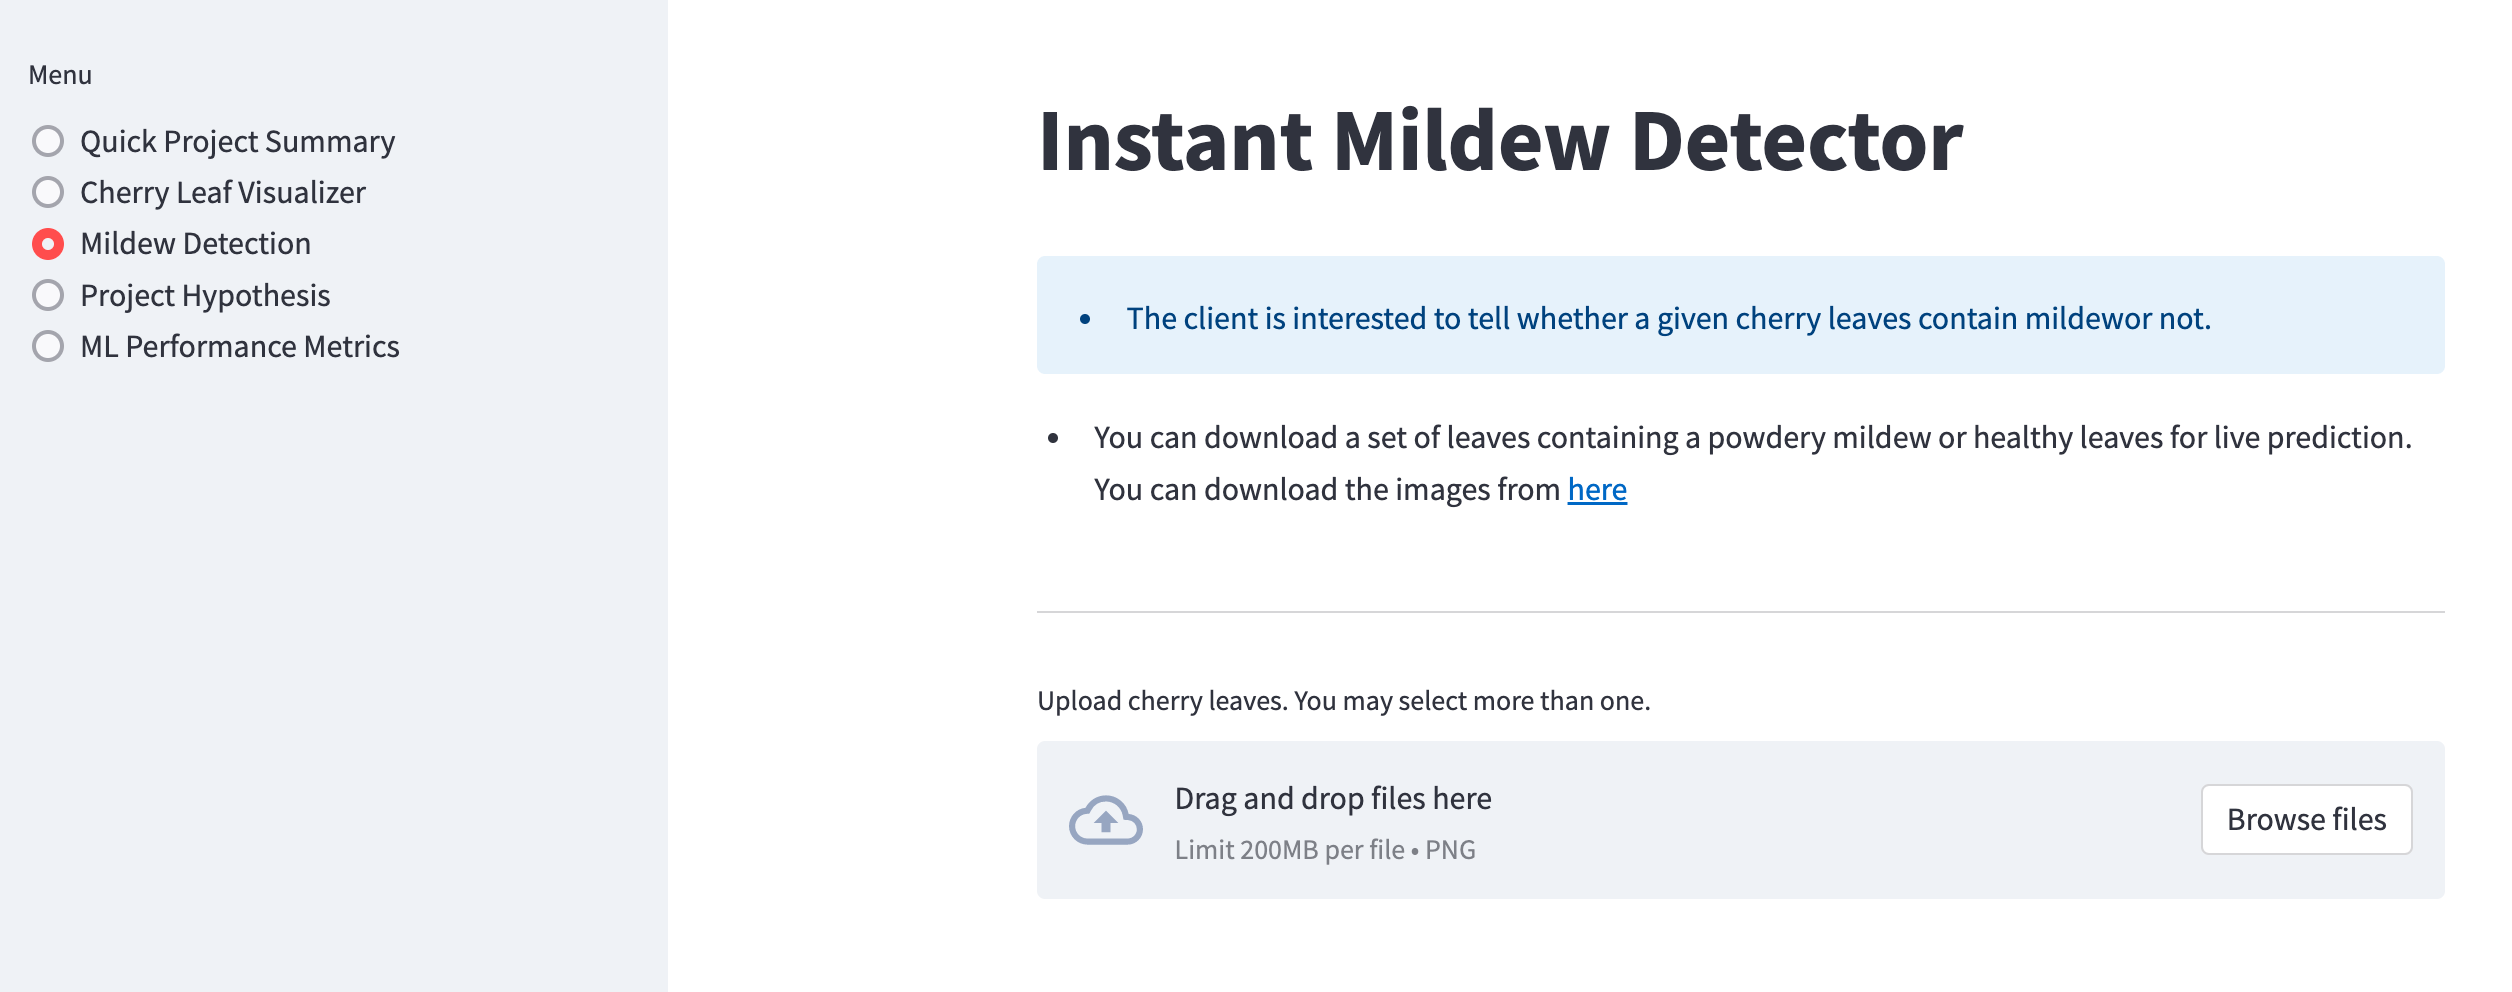 Menu
Quick Project Summary
Cherry Leaf Visualizer
Mildew Detection
Project Hypothesis
ML Performance Metrics
Instant Mildew Detector
• The client is interested to tell whether a given cherry leaves contain mildewor not.
• You can download a set of leaves containing a powdery mildew or healthy leaves for live prediction.
You can download the images from here
Upload cherry leaves. You may select more than one.
Drag and drop files here
Limit 200MB per file • PNG
Browse files